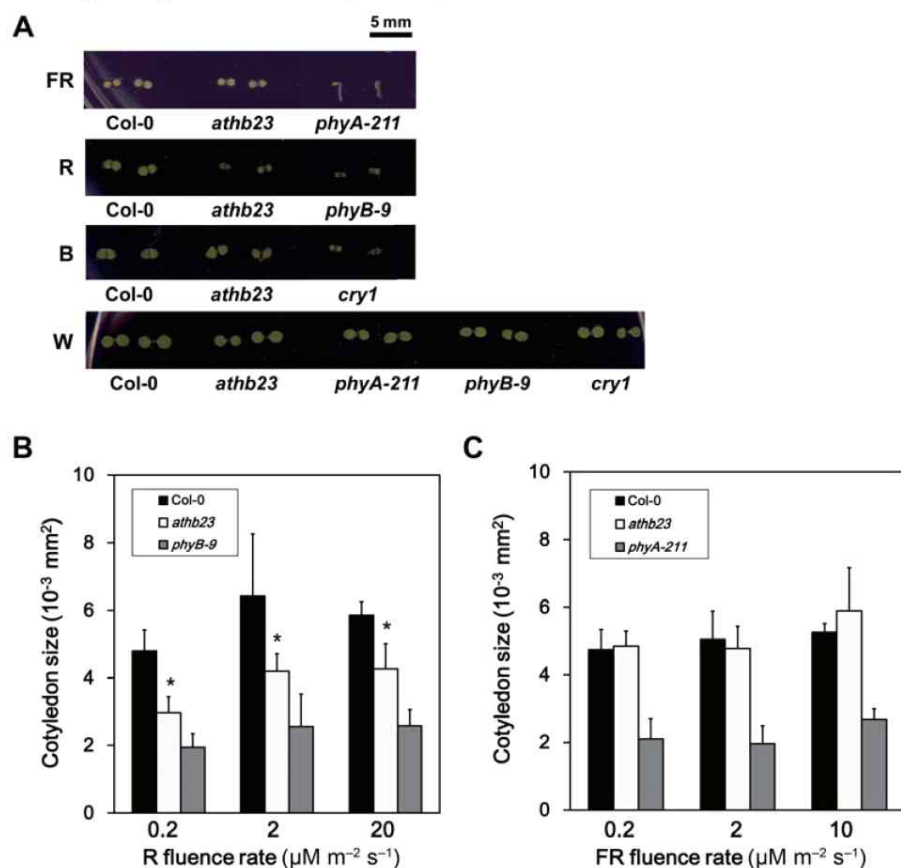 A
5 mm
FR
Col-0 athb23 phyA-211
R
Col-0 athb23 phyB-9
B
Col-0 athb23 cry1
W
Col-0 athb23 phyA-211 phyB-9 cry1
B
10
8
6
4
2
0
Cotyledon size (10⁻³ mm²)
Col-0
athb23
phyB-9
*
*
*
0.2 2 20
R fluence rate (μM m⁻² s⁻¹)
C
10
8
6
4
2
0
Cotyledon size (10⁻³ mm²)
Col-0
athb23
phyA-211
0.2 2 10
FR fluence rate (μM m⁻² s⁻¹)